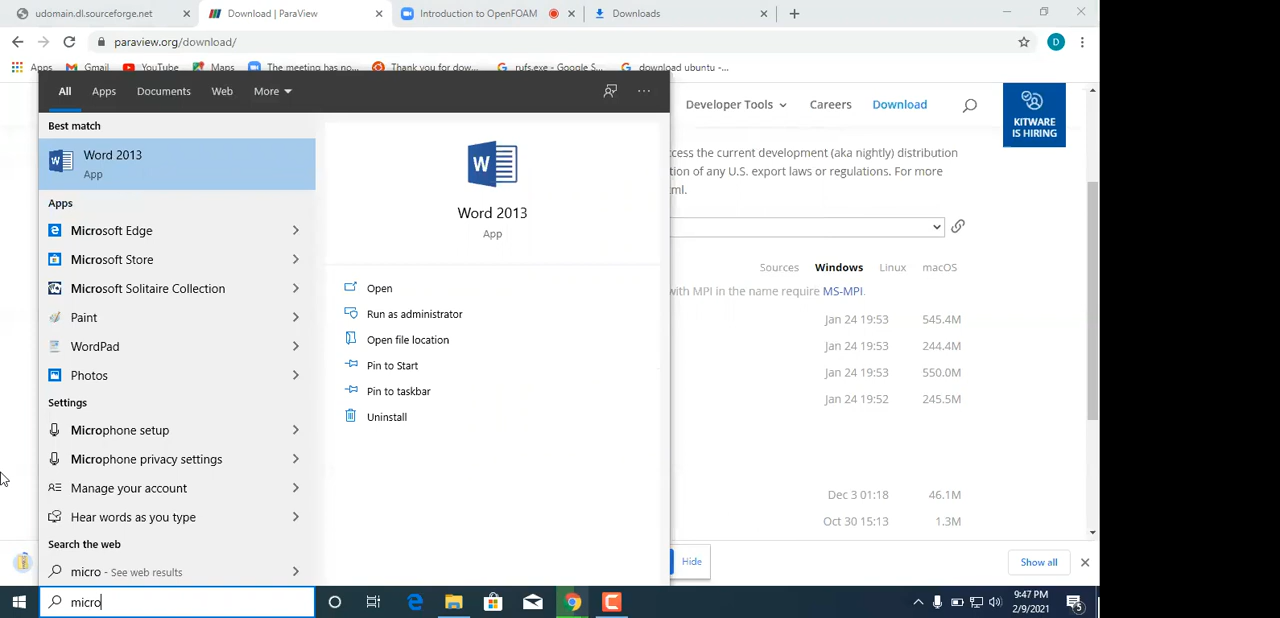 udomain.dl.sourceforge.net
Download | ParaView
Introduction to OpenFOAM
Downloads
paraview.org/download/
D
Apps
Gmail
YouTube
Maps
The meeting has no...
Thank you for dow...
rufs.exe - Google S...
download ubuntu -...
All
Apps
Documents
Web
More
Best match
Word 2013
App
Apps
Microsoft Edge
Microsoft Store
Microsoft Solitaire Collection
Paint
WordPad
Photos
Settings
Microphone setup
Microphone privacy settings
Manage your account
Hear words as you type
Search the web
micro - See web results
micro
W
Word 2013
App
Open
Run as administrator
Open file location
Pin to Start
Pin to taskbar
Uninstall
Developer Tools
Careers
Download
KITWARE
IS HIRING
cess the current development (aka nightly) distribution
tion of any U.S. export laws or regulations. For more
ml.
Sources
Windows
Linux
macOS
with MPI in the name require MS-MPI.
Jan 24 19:53 545.4M
Jan 24 19:53 244.4M
Jan 24 19:53 550.0M
Jan 24 19:52 245.5M
Dec 3 01:18 46.1M
Oct 30 15:13 1.3M
Hide
Show all
9:47 PM
2/9/2021
5